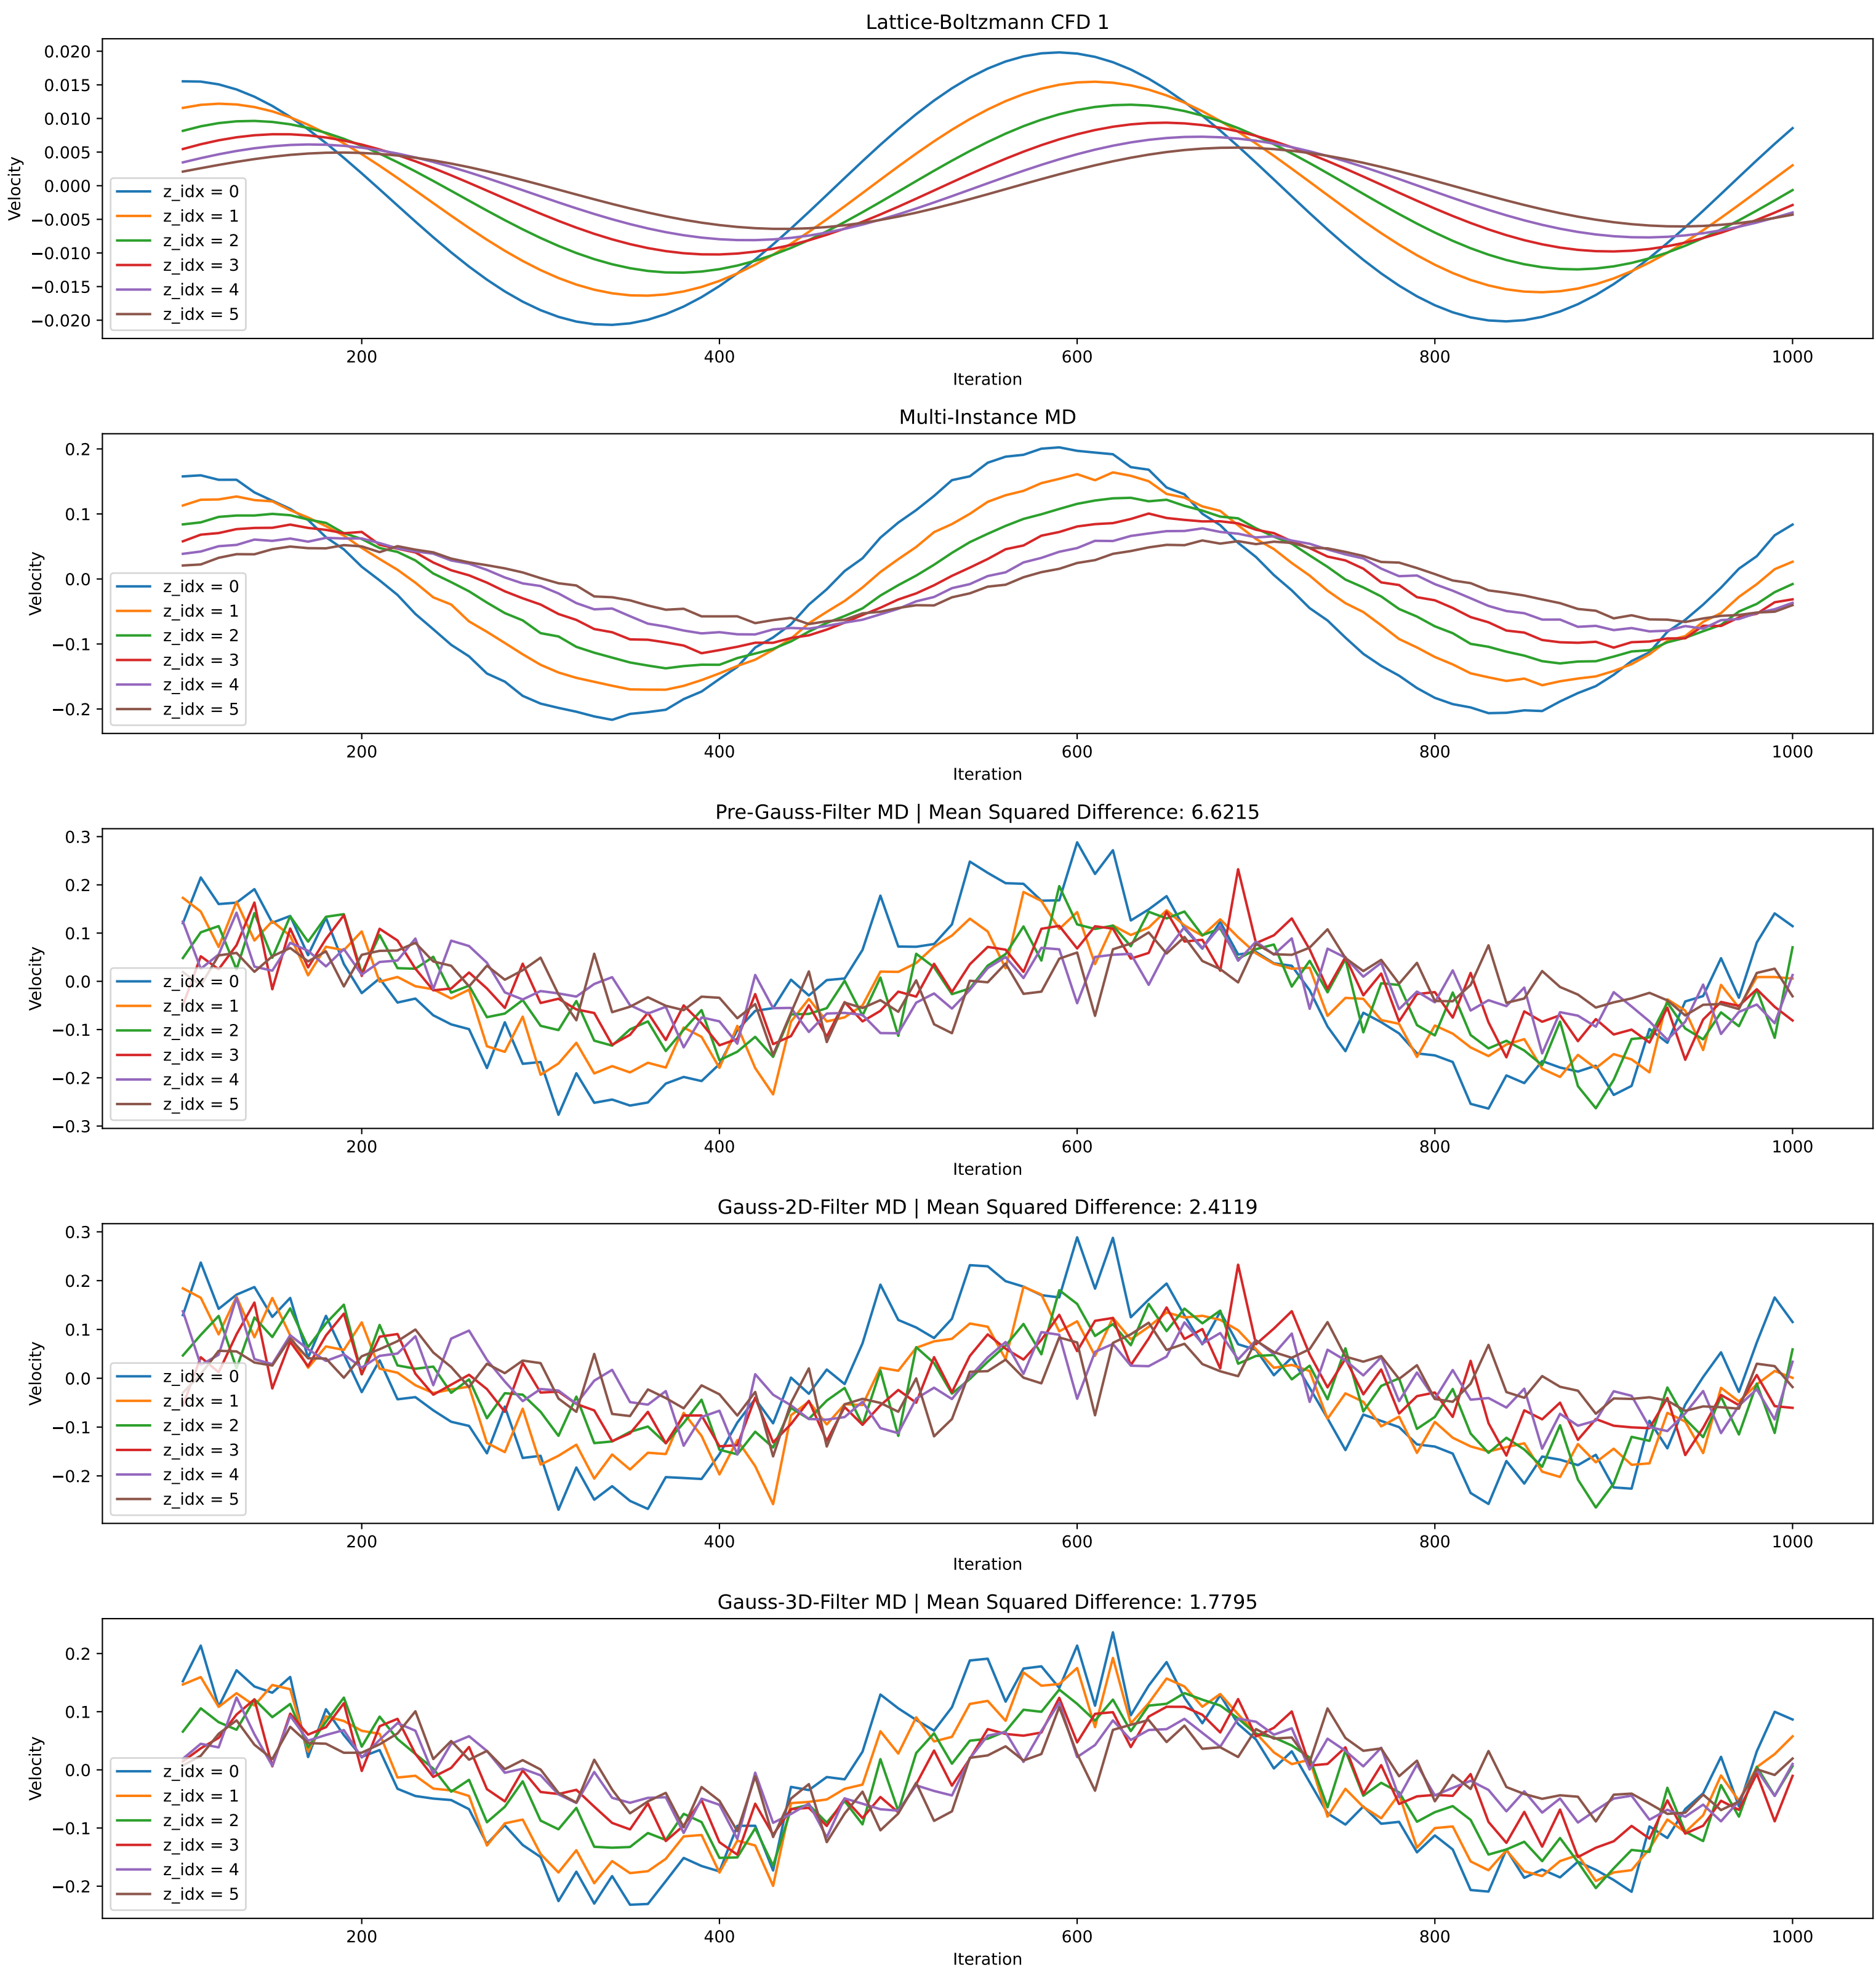 Lattice-Boltzmann CFD 1
Velocity
0.020
0.015
0.010
0.005
0.000
−0.005
−0.010
−0.015
−0.020
z_idx = 0
z_idx = 1
z_idx = 2
z_idx = 3
z_idx = 4
z_idx = 5
200 400 600 800 1000
Iteration
Multi-Instance MD
Velocity
0.2
0.1
0.0
−0.1
−0.2
z_idx = 0
z_idx = 1
z_idx = 2
z_idx = 3
z_idx = 4
z_idx = 5
200 400 600 800 1000
Iteration
Pre-Gauss-Filter MD | Mean Squared Difference: 6.6215
Velocity
0.3
0.2
0.1
0.0
−0.1
−0.2
−0.3
z_idx = 0
z_idx = 1
z_idx = 2
z_idx = 3
z_idx = 4
z_idx = 5
200 400 600 800 1000
Iteration
Gauss-2D-Filter MD | Mean Squared Difference: 2.4119
Velocity
0.3
0.2
0.1
0.0
−0.1
−0.2
z_idx = 0
z_idx = 1
z_idx = 2
z_idx = 3
z_idx = 4
z_idx = 5
200 400 600 800 1000
Iteration
Gauss-3D-Filter MD | Mean Squared Difference: 1.7795
Velocity
0.2
0.1
0.0
−0.1
−0.2
z_idx = 0
z_idx = 1
z_idx = 2
z_idx = 3
z_idx = 4
z_idx = 5
200 400 600 800 1000
Iteration